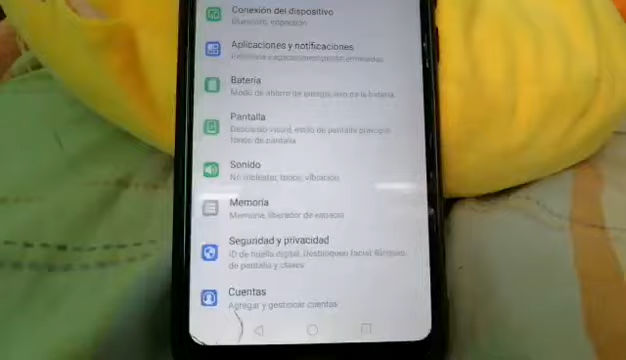 Conexión del dispositivo
Bluetooth, impresión
Aplicaciones y notificaciones
Batería
Modo de ahorro de energía, uso de la batería
Pantalla
Descanso visual, estilo de pantalla principal,
fondo de pantalla
Sonido
No molestar, tonos, vibración
Memoria
Memoria, liberador de espacio
Seguridad y privacidad
ID de huella digital, Desbloqueo facial, Bloqueo
de pantalla y claves
Cuentas
Agregar y gestionar cuentas